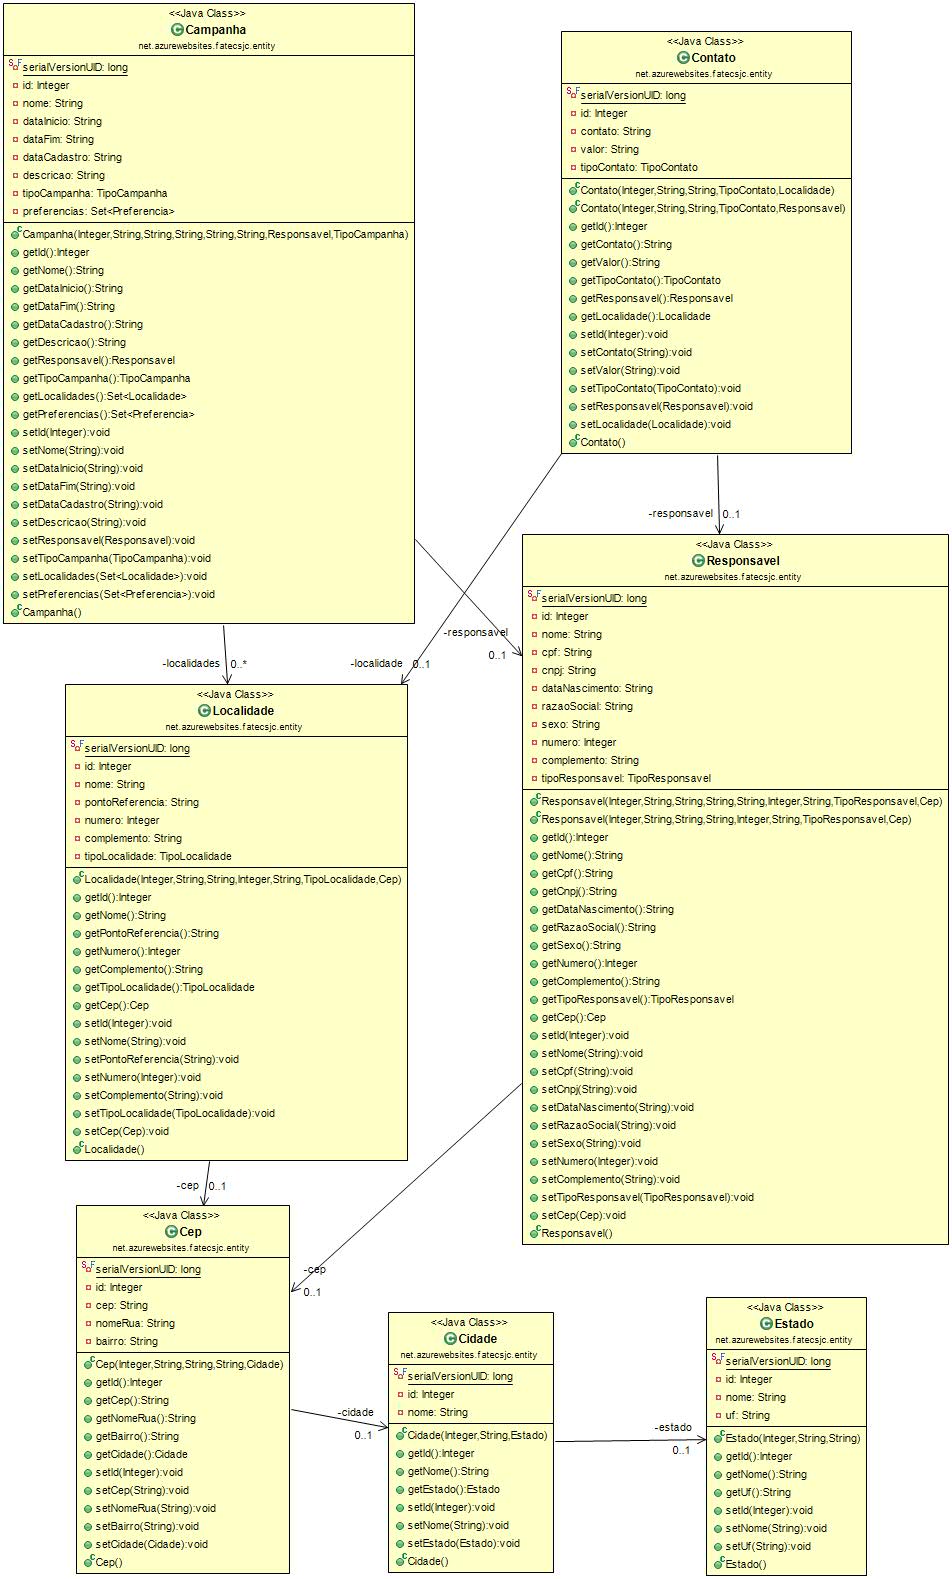 <<Java Class>>
Campanha
net.azurewebsites.fatecsjc.entity
serialVersionUID: long
id: Integer
nome: String
dataInicio: String
dataFim: String
dataCadastro: String
descricao: String
tipoCampanha: TipoCampanha
preferencias: Set<Preferencia>
Campanha(Integer,String,String,String,String,String,Responsavel,TipoCampanha)
getId():Integer
getNome():String
getDataInicio():String
getDataFim():String
getDataCadastro():String
getDescricao():String
getResponsavel():Responsavel
getTipoCampanha():TipoCampanha
getLocalidades():Set<Localidade>
getPreferencias():Set<Preferencia>
setId(Integer):void
setNome(String):void
setDataInicio(String):void
setDataFim(String):void
setDataCadastro(String):void
setDescricao(String):void
setResponsavel(Responsavel):void
setTipoCampanha(TipoCampanha):void
setLocalidades(Set<Localidade>):void
setPreferencias(Set<Preferencia>):void
Campanha()
<<Java Class>>
Contato
net.azurewebsites.fatecsjc.entity
serialVersionUID: long
id: Integer
contato: String
valor: String
tipoContato: TipoContato
Contato(Integer,String,String,TipoContato,Localidade)
Contato(Integer,String,String,TipoContato,Responsavel)
getId():Integer
getContato():String
getValor():String
getTipoContato():TipoContato
getResponsavel():Responsavel
getLocalidade():Localidade
setId(Integer):void
setContato(String):void
setValor(String):void
setTipoContato(TipoContato):void
setResponsavel(Responsavel):void
setLocalidade(Localidade):void
Contato()
-responsavel 0..1
-responsavel
0..1
-localidades 0..*
-localidade 0..1
<<Java Class>>
Localidade
net.azurewebsites.fatecsjc.entity
serialVersionUID: long
id: Integer
nome: String
pontoReferencia: String
numero: Integer
complemento: String
tipoLocalidade: TipoLocalidade
Localidade(Integer,String,String,Integer,String,TipoLocalidade,Cep)
getId():Integer
getNome():String
getPontoReferencia():String
getNumero():Integer
getComplemento():String
getTipoLocalidade():TipoLocalidade
getCep():Cep
setId(Integer):void
setNome(String):void
setPontoReferencia(String):void
setNumero(Integer):void
setComplemento(String):void
setTipoLocalidade(TipoLocalidade):void
setCep(Cep):void
Localidade()
<<Java Class>>
Responsavel
net.azurewebsites.fatecsjc.entity
serialVersionUID: long
id: Integer
nome: String
cpf: String
cnpj: String
dataNascimento: String
razaoSocial: String
sexo: String
numero: Integer
complemento: String
tipoResponsavel: TipoResponsavel
Responsavel(Integer,String,String,String,String,Integer,String,TipoResponsavel,Cep)
Responsavel(Integer,String,String,String,Integer,String,TipoResponsavel,Cep)
getId():Integer
getNome():String
getCpf():String
getCnpj():String
getDataNascimento():String
getRazaoSocial():String
getSexo():String
getNumero():Integer
getComplemento():String
getTipoResponsavel():TipoResponsavel
getCep():Cep
setId(Integer):void
setNome(String):void
setCpf(String):void
setCnpj(String):void
setDataNascimento(String):void
setRazaoSocial(String):void
setSexo(String):void
setNumero(Integer):void
setComplemento(String):void
setTipoResponsavel(TipoResponsavel):void
setCep(Cep):void
Responsavel()
-cep 0..1
-cep
0..1
<<Java Class>>
Cep
net.azurewebsites.fatecsjc.entity
serialVersionUID: long
id: Integer
cep: String
nomeRua: String
bairro: String
Cep(Integer,String,String,String,Cidade)
getId():Integer
getCep():String
getNomeRua():String
getBairro():String
getCidade():Cidade
setId(Integer):void
setCep(String):void
setNomeRua(String):void
setBairro(String):void
setCidade(Cidade):void
Cep()
-cidade
0..1
<<Java Class>>
Cidade
net.azurewebsites.fatecsjc.entity
serialVersionUID: long
id: Integer
nome: String
Cidade(Integer,String,Estado)
getId():Integer
getNome():String
getEstado():Estado
setId(Integer):void
setNome(String):void
setEstado(Estado):void
Cidade()
-estado
0..1
<<Java Class>>
Estado
net.azurewebsites.fatecsjc.entity
serialVersionUID: long
id: Integer
nome: String
uf: String
Estado(Integer,String,String)
getId():Integer
getNome():String
getUf():String
setId(Integer):void
setNome(String):void
setUf(String):void
Estado()